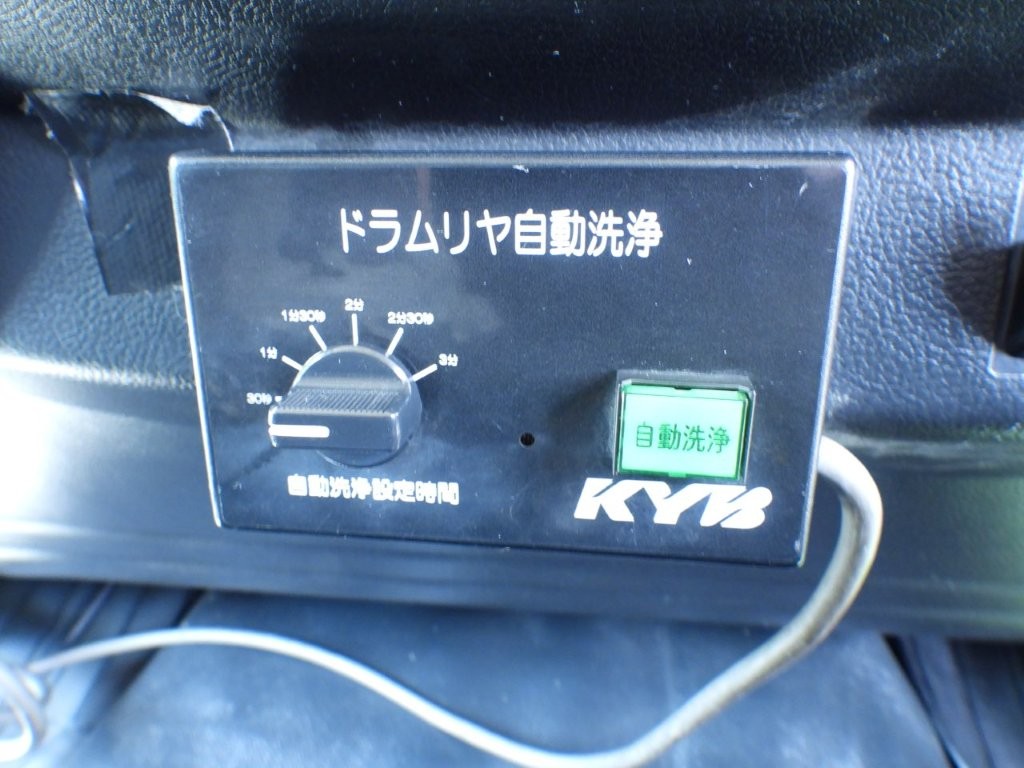 ドラムリヤ自動洗浄
30秒
1分
1分30秒
2分
2分30秒
3分
自動洗浄設定時間
自動洗浄
KYB